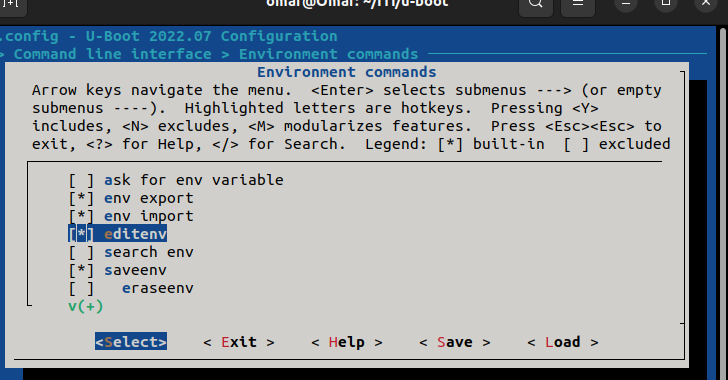 omar@Omar: ~/ITI/u-boot
.config - U-Boot 2022.07 Configuration
> Command line interface > Environment commands
Environment commands
Arrow keys navigate the menu.  <Enter> selects submenus ---> (or empty
submenus ----).  Highlighted letters are hotkeys.  Pressing <Y>
includes, <N> excludes, <M> modularizes features.  Press <Esc><Esc> to
exit, <?> for Help, </> for Search.  Legend: [*] built-in  [ ] excluded
[ ] ask for env variable
[*] env export
[*] env import
[*] editenv
[ ] search env
[*] saveenv
[ ]   eraseenv
v(+)
<Select>    < Exit >    < Help >    < Save >    < Load >